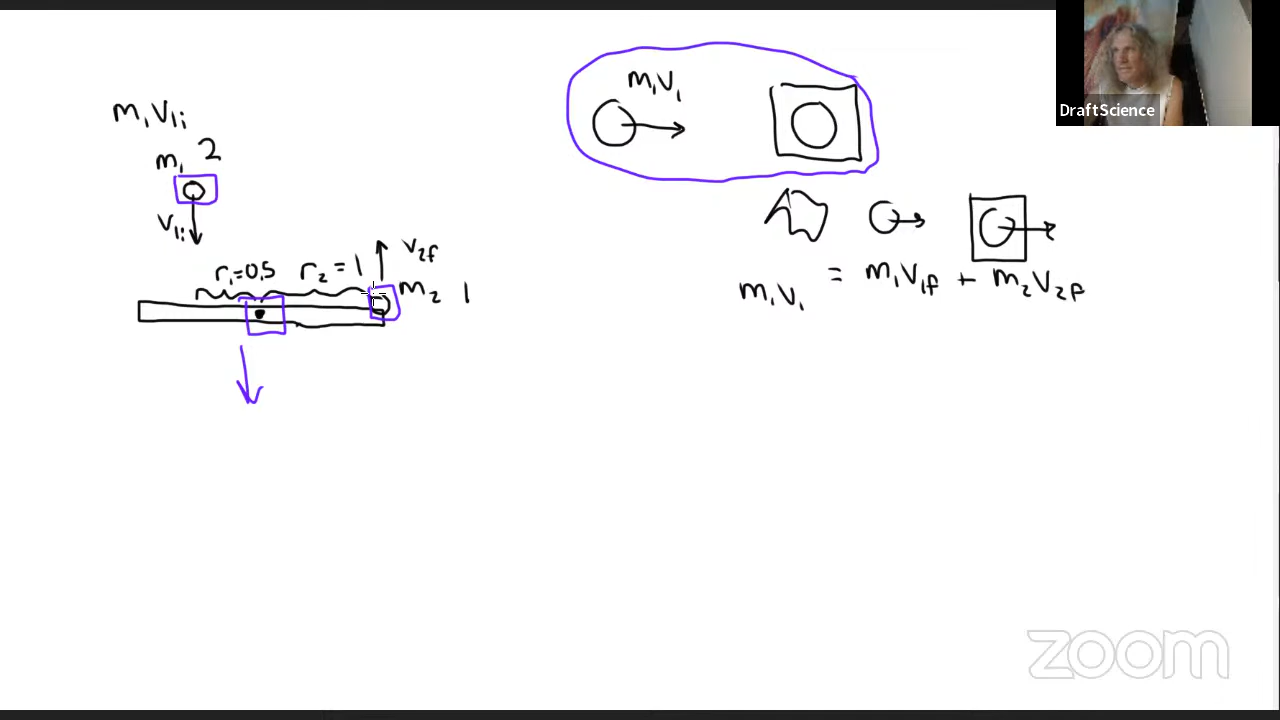 m₁v₁ᵢ
m₁ 2
v₁ᵢ
v₂f
r₁=0.5 r₂=1
m₂ 1
m₁v₁
m₁v₁ = m₁v₁f + m₂v₂f
DraftScience
zoom